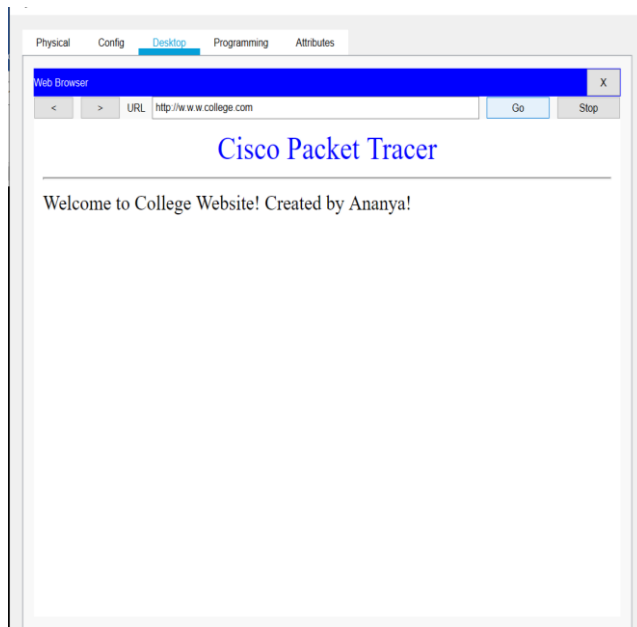 Physical Config Desktop Programming Attributes
Web Browser X
< > URL http://w.w.w.college.com Go Stop
Cisco Packet Tracer
Welcome to College Website! Created by Ananya!